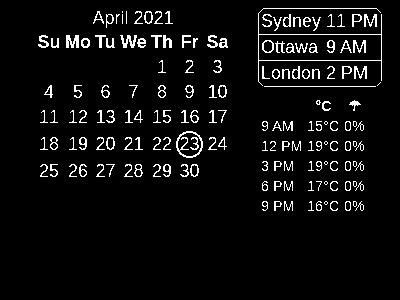 April 2021
Su Mo Tu We Th Fr Sa
1 2 3
4 5 6 7 8 9 10
11 12 13 14 15 16 17
18 19 20 21 22 23 24
25 26 27 28 29 30
Sydney 11 PM
Ottawa 9 AM
London 2 PM
°C ☂
9 AM 15°C 0%
12 PM 19°C 0%
3 PM 19°C 0%
6 PM 17°C 0%
9 PM 16°C 0%